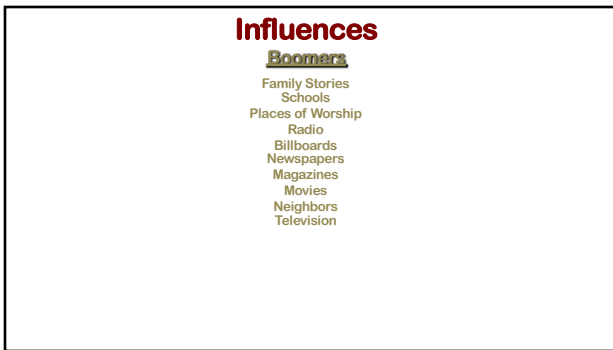 Influences
Boomers
Family Stories
Schools
Places of Worship
Radio
Billboards
Newspapers
Magazines
Movies
Neighbors
Television